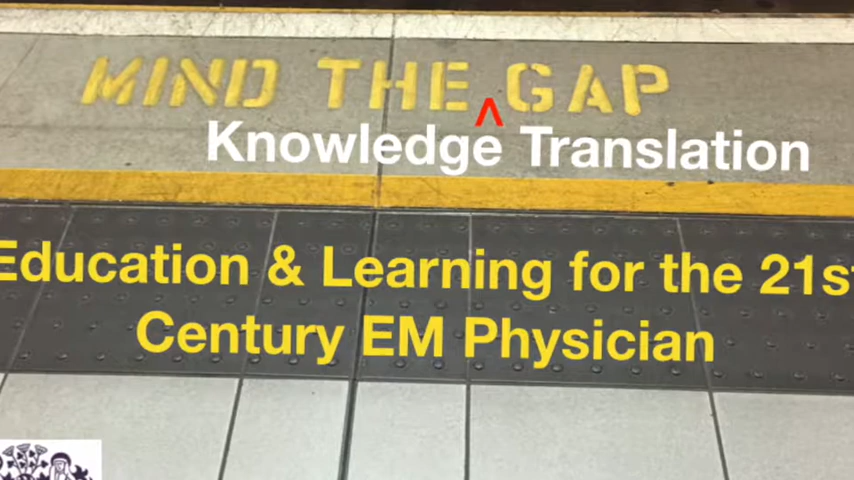 MIND THE GAP
^
Knowledge Translation
Education & Learning for the 21st
Century EM Physician